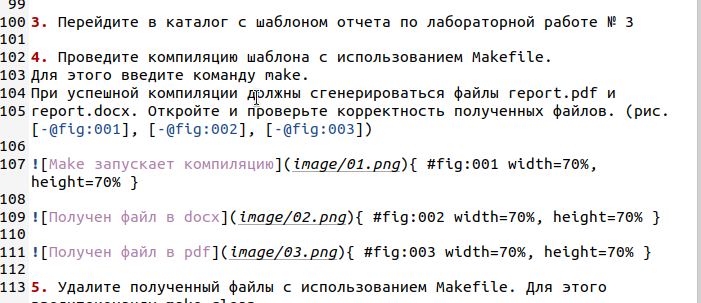 99
100 3. Перейдите в каталог с шаблоном отчета по лабораторной работе № 3
101
102 4. Проведите компиляцию шаблона с использованием Makefile.
103 Для этого введите команду make.
104 При успешной компиляции должны сгенерироваться файлы report.pdf и
105 report.docx. Откройте и проверьте корректность полученных файлов. (рис.
[-@fig:001], [-@fig:002], [-@fig:003])
106
107 ![Make запускает компиляцию](image/01.png){ #fig:001 width=70%,
height=70% }
108
109 ![Получен файл в docx](image/02.png){ #fig:002 width=70%, height=70% }
110
111 ![Получен файл в pdf](image/03.png){ #fig:003 width=70%, height=70% }
112
113 5. Удалите полученный файлы с использованием Makefile. Для этого